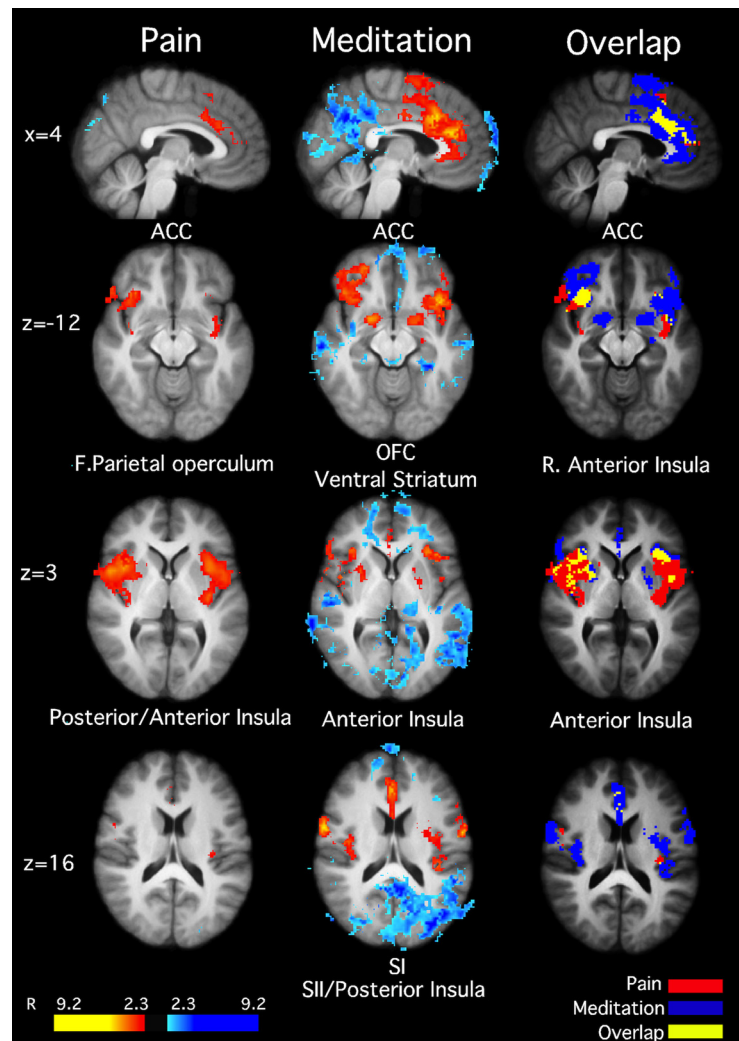 Pain Meditation Overlap
x=4
ACC ACC
z=-12
F.Parietal operculum OFC R. Anterior Insula
Ventral Striatum
z=3
Posterior/Anterior Insula Anterior Insula Anterior Insula
z=16
SI
SII/Posterior Insula
R 9.2 2.3 2.3 9.2
Pain
Meditation
Overlap